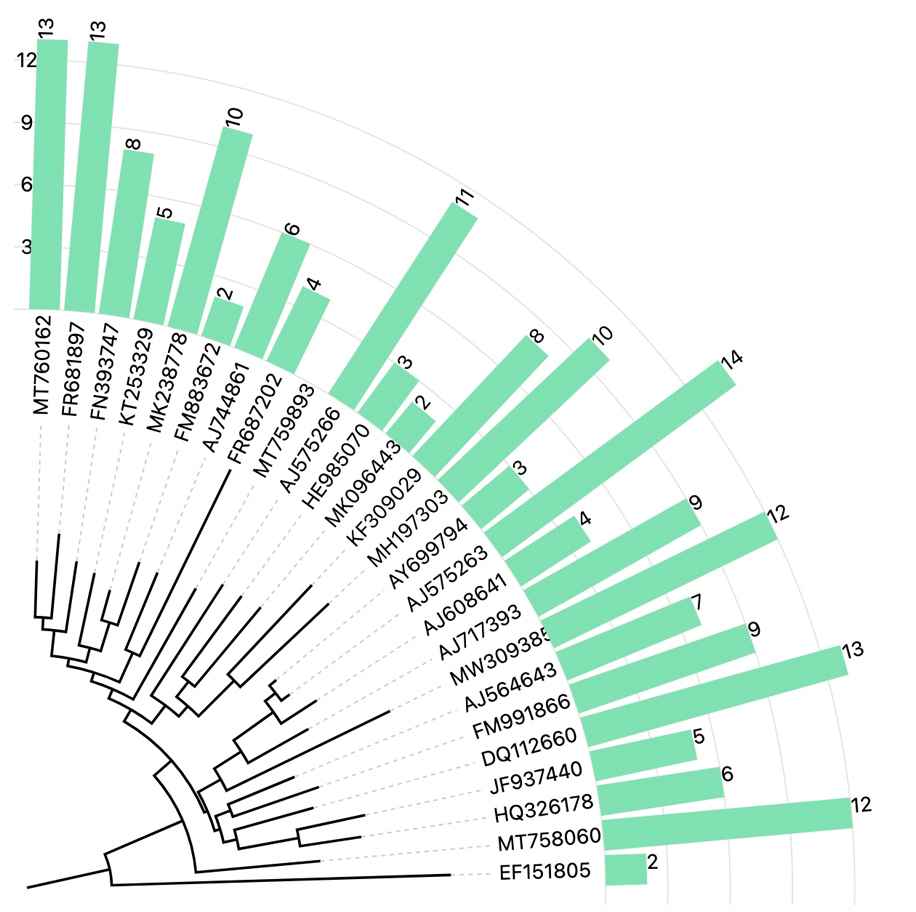 12
9
6
3
13
13
8
5
10
2
6
4
11
3
2
8
10
3
14
4
9
12
7
9
13
5
6
12
2
MT760162
FR681897
FN393747
KT253329
MK238778
FM883672
AJ744861
FR687202
MT759893
AJ575266
HE985070
MK096443
KF309029
MH197303
AY699794
AJ575263
AJ608641
AJ717393
MW309385
AJ564643
FM991866
DQ112660
JF937440
HQ326178
MT758060
EF151805